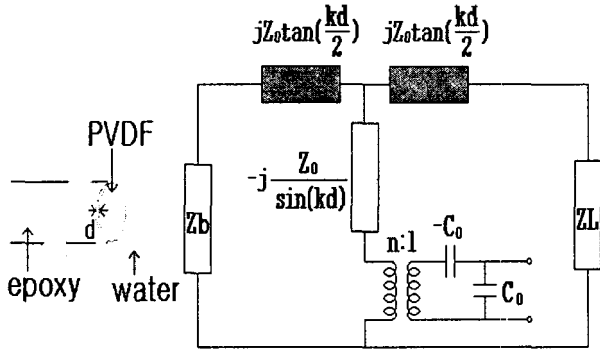 jZ₀tan(kd/2) jZ₀tan(kd/2)
PVDF
-j Z₀/sin(kd)
d
Zb
ZL
n:1
-C₀
C₀
epoxy
water